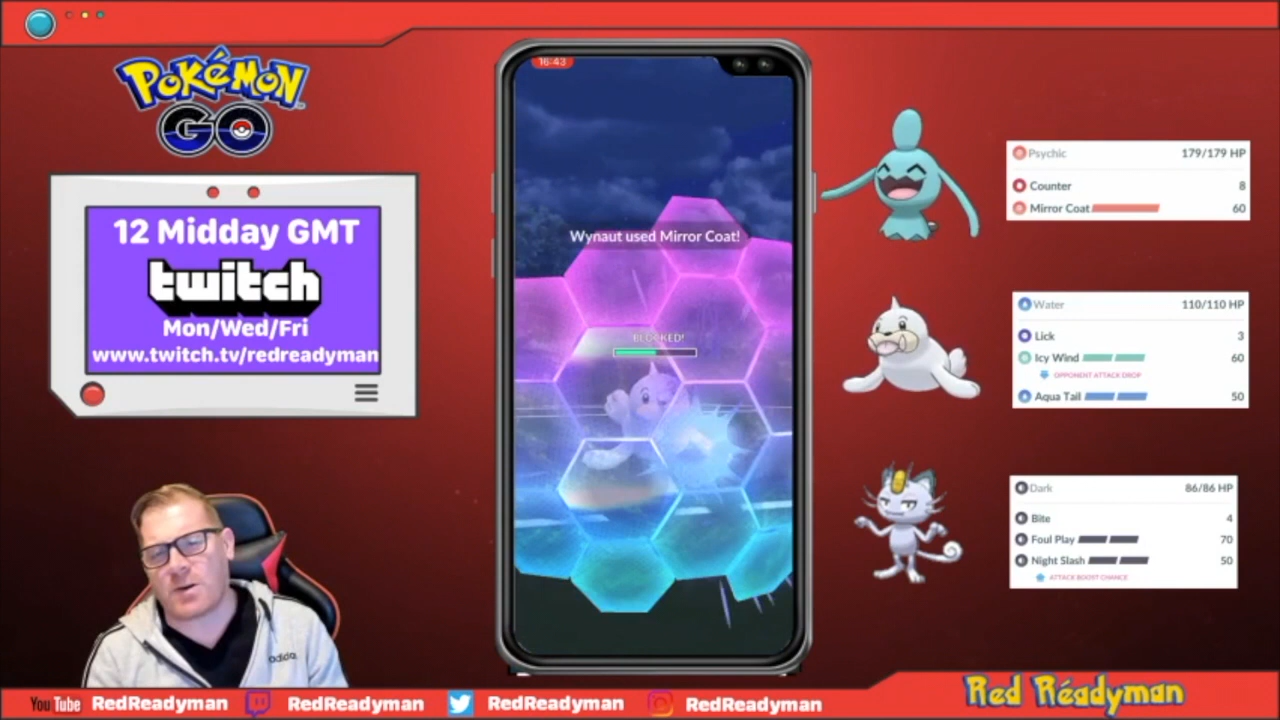 POKÉMON
GO
12 Midday GMT
twitch
Mon/Wed/Fri
www.twitch.tv/redreadyman
16:43
Wynaut used Mirror Coat!
BLOCKED!
Psychic 179/179 HP
Counter 8
Mirror Coat 60
Water 110/110 HP
Lick 3
Icy Wind 60
OPPONENT ATTACK DROP
Aqua Tail 50
Dark 86/86 HP
Bite 4
Foul Play 70
Night Slash 50
ATTACK BOOST CHANCE
adidas
YouTube RedReadyman RedReadyman RedReadyman RedReadyman
Red Réadyman